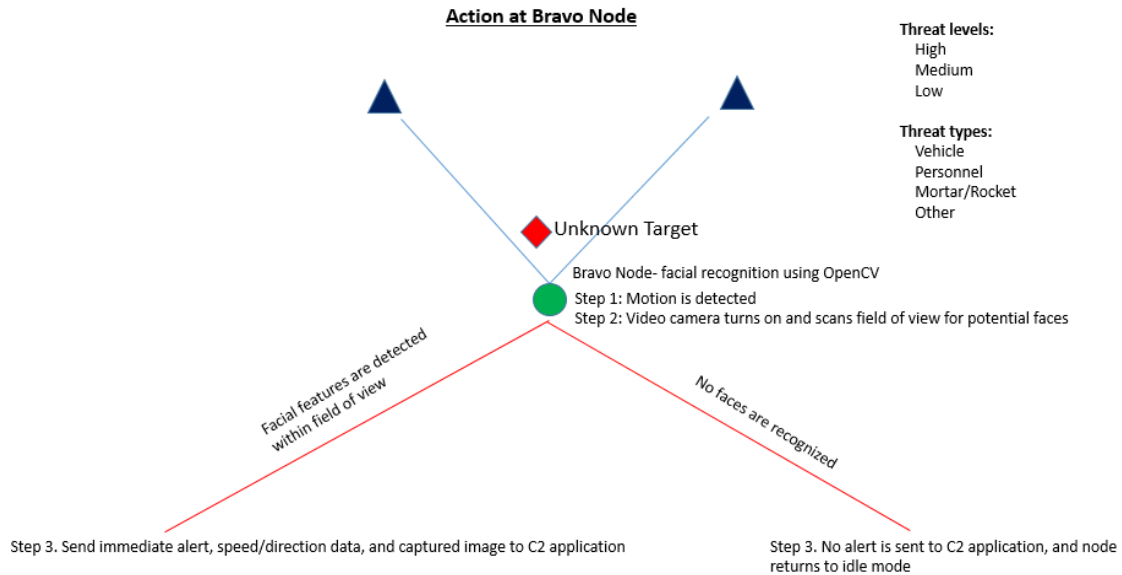 Action at Bravo Node
Threat levels:
High
Medium
Low
Threat types:
Vehicle
Personnel
Mortar/Rocket
Other
Unknown Target
Bravo Node- facial recognition using OpenCV
Step 1: Motion is detected
Step 2: Video camera turns on and scans field of view for potential faces
Facial features are detected
within field of view
No faces are recognized
Step 3. Send immediate alert, speed/direction data, and captured image to C2 application
Step 3. No alert is sent to C2 application, and node
returns to idle mode